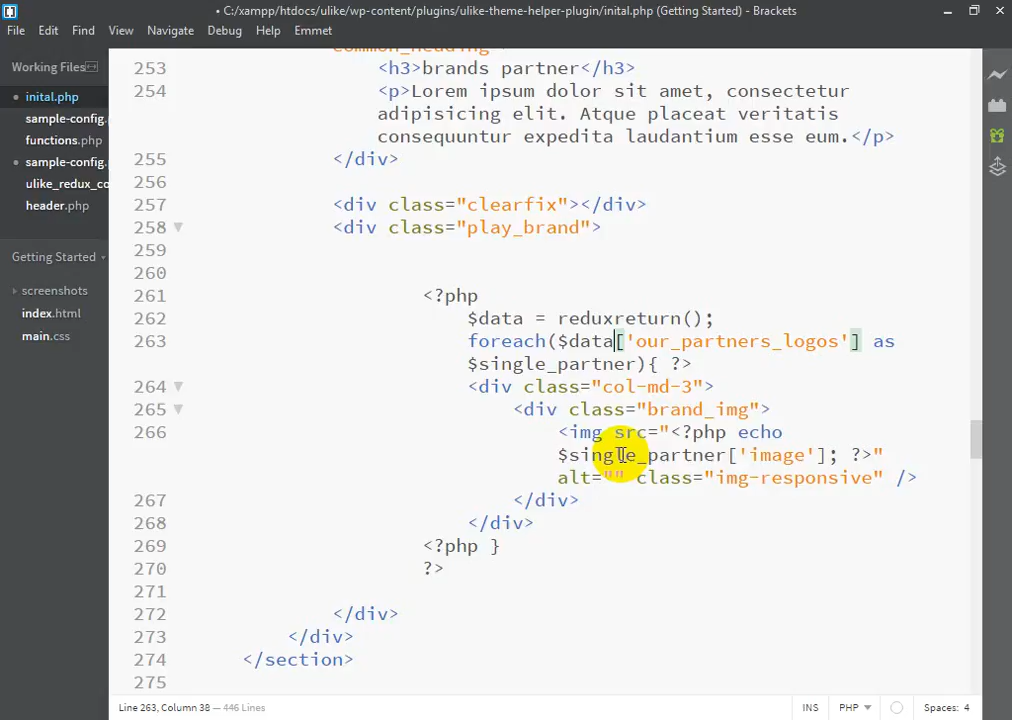 • C:/xampp/htdocs/ulike/wp-content/plugins/ulike-theme-helper-plugin/inital.php (Getting Started) - Brackets
File Edit Find View Navigate Debug Help Emmet
Working Files
inital.php
sample-config.
functions.php
sample-config.
ulike_redux_co
header.php
Getting Started
screenshots
index.html
main.css
common_heading">
253 <h3>brands partner</h3>
254 <p>Lorem ipsum dolor sit amet, consectetur
adipisicing elit. Atque placeat veritatis
consequuntur expedita laudantium esse eum.</p>
255 </div>
256
257 <div class="clearfix"></div>
258 <div class="play_brand">
259
260
261 <?php
262 $data = reduxreturn();
263 foreach($data['our_partners_logos'] as
$single_partner){ ?>
264 <div class="col-md-3">
265 <div class="brand_img">
266 <img src="<?php echo
$single_partner['image']; ?>"
alt="" class="img-responsive" />
267 </div>
268 </div>
269 <?php }
270 ?>
271
272 </div>
273 </div>
274 </section>
275
Line 263, Column 38 — 446 Lines
INS PHP Spaces: 4